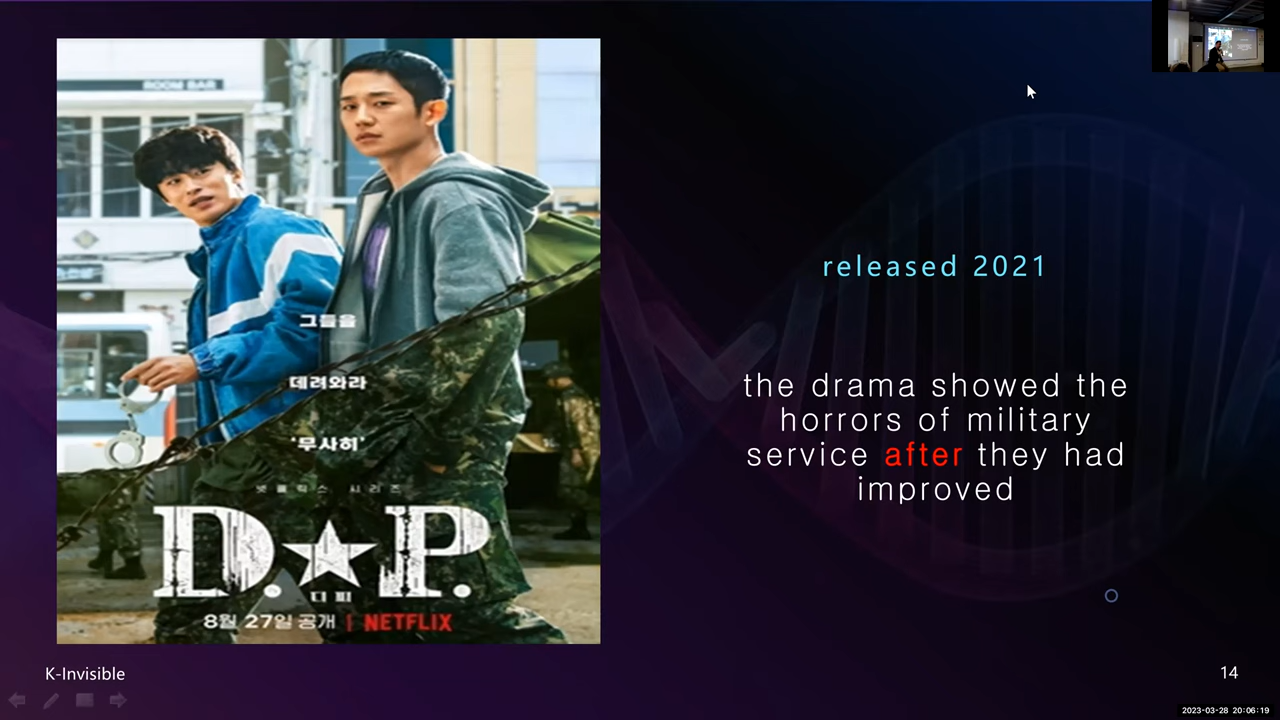 ROOM BAR
그들을
데려와라
'무사히'
넷플릭스 시리즈
D.P.
디피
8월 27일 공개 | NETFLIX
released 2021
the drama showed the
horrors of military
service after they had
improved
K-Invisible
14
2023-03-28 20:06:19